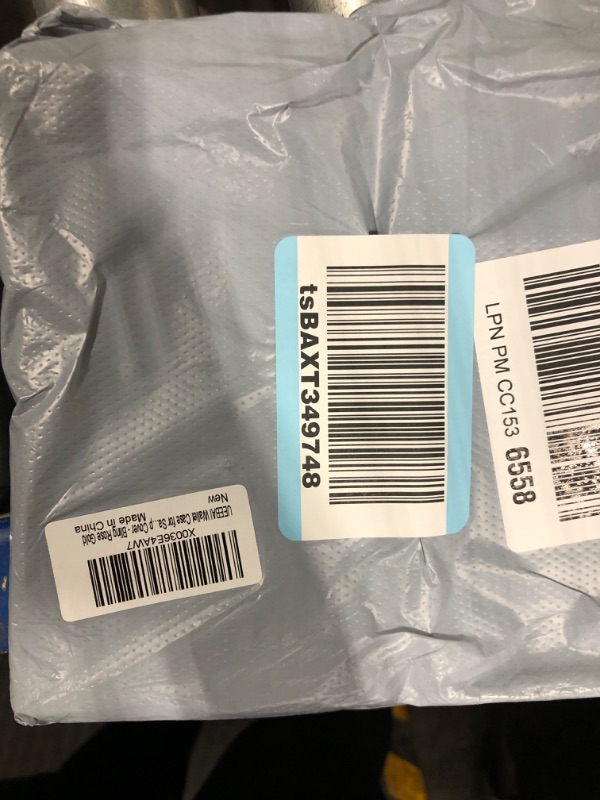 tsBAXT349748
LPN PM CC153 6558
X0036E4AW7
UEEBAI Wallet Case for Sa...p Cover - Bling Rose Gold
New
Made in China